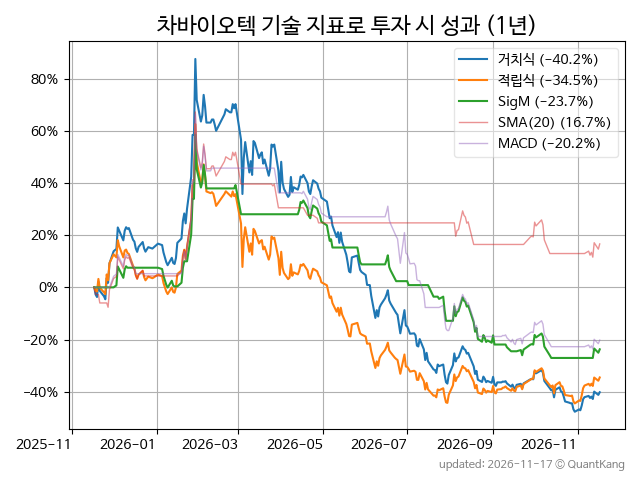 차바이오텍 기술 지표로 투자 시 성과 (1년)
거치식 (−40.2%)
적립식 (−34.5%)
SigM (−23.7%)
SMA(20) (16.7%)
MACD (−20.2%)
80%
60%
40%
20%
0%
−20%
−40%
2025-11
2026-01
2026-03
2026-05
2026-07
2026-09
2026-11
updated: 2026-11-17 © QuantKang